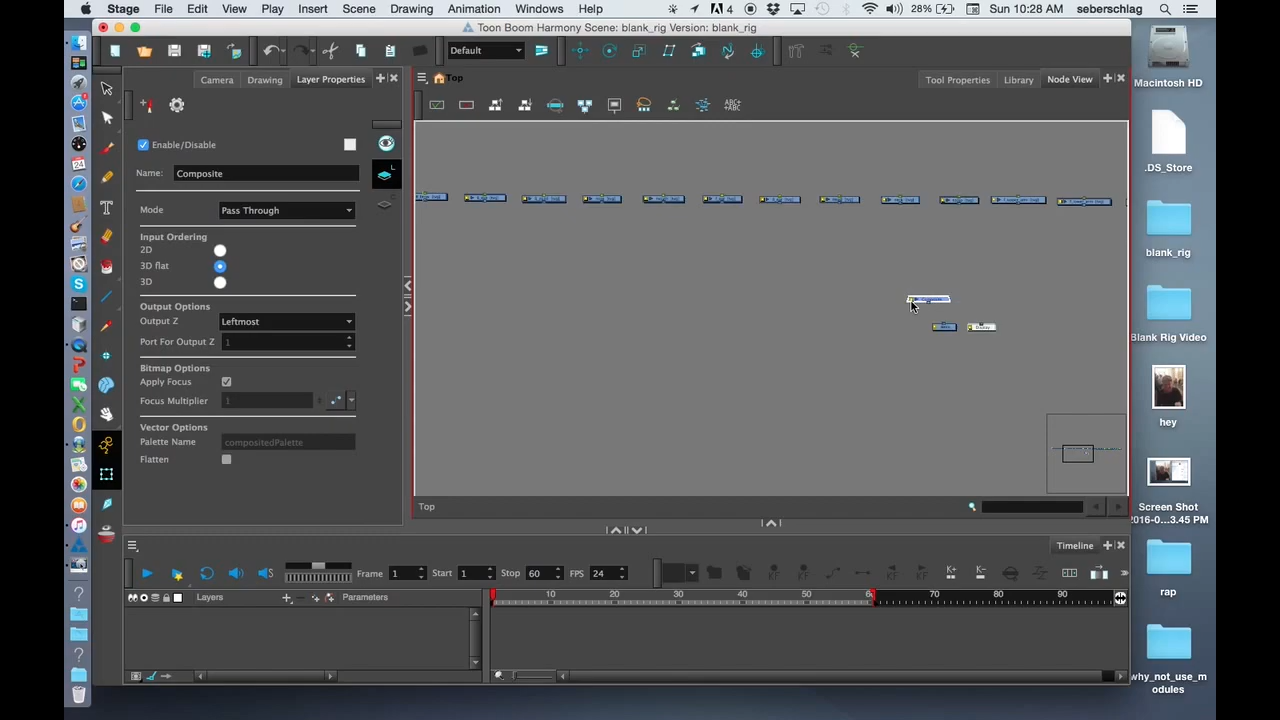 Stage File Edit View Play Insert Scene Drawing Animation Windows Help
4 28% Sun 10:28 AM seberschlag
Toon Boom Harmony Scene: blank_rig Version: blank_rig
Default
Camera Drawing Layer Properties
Top
Tool Properties Library Node View
ABC
Enable/Disable
Name: Composite
Mode Pass Through
Input Ordering
2D
3D flat
3D
Output Options
Output Z Leftmost
Port For Output Z 1
Bitmap Options
Apply Focus
Focus Multiplier 1
Vector Options
Palette Name compositedPalette
Flatten
Display
Top
Timeline
Frame 1 Start 1 Stop 60 FPS 24
Layers Parameters
10 20 30 40 50 60 70 80 90
Macintosh HD
.DS_Store
blank_rig
Blank Rig Video
hey
Screen Shot
2016-0...3.45 PM
rap
why_not_use_m
odules